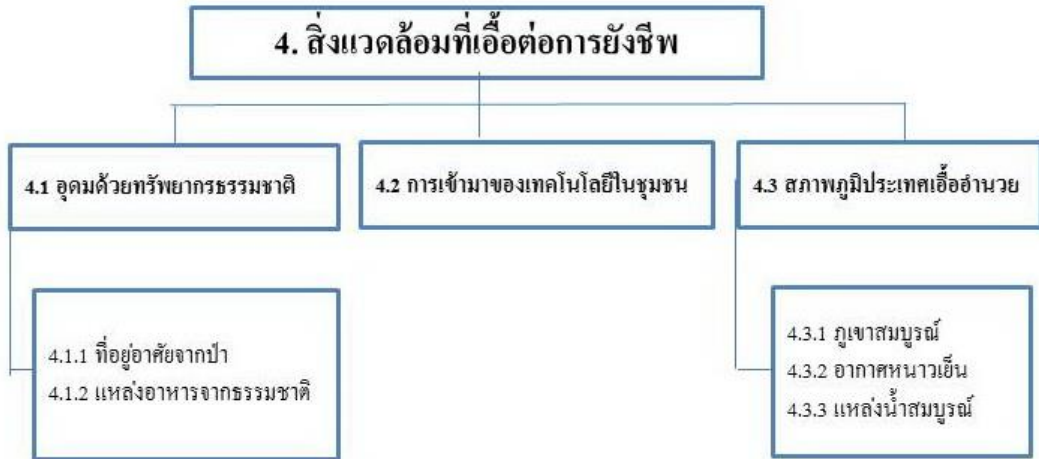 4. สิ่งแวดล้อมที่เอื้อต่อการยังชีพ
4.1 อุดมด้วยทรัพยากรธรรมชาติ
4.2 การเข้ามาของเทคโนโลยีในชุมชน
4.3 สภาพภูมิประเทศเอื้ออำนวย
4.1.1 ที่อยู่อาศัยจากป่า
4.1.2 แหล่งอาหารจากธรรมชาติ
4.3.1 ภูเขาสมบูรณ์
4.3.2 อากาศหนาวเย็น
4.3.3 แหล่งน้ำสมบูรณ์